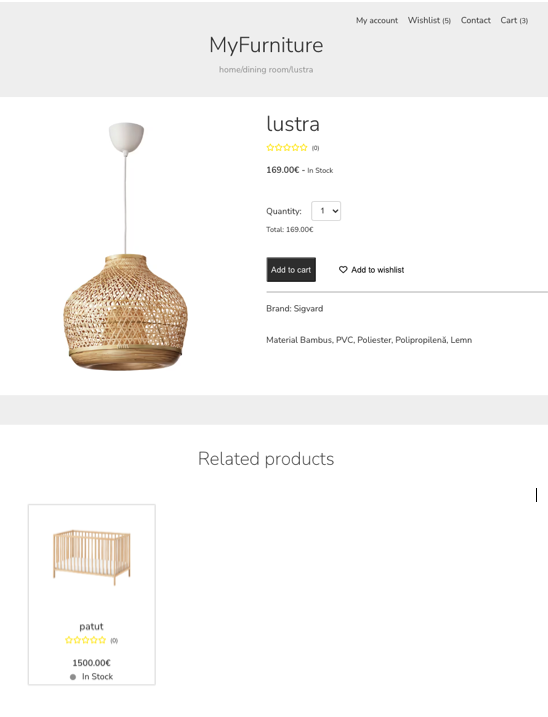 My account Wishlist (5) Contact Cart (3)
MyFurniture
home/dining room/lustra
lustra
(0)
169.00€ - In Stock
Quantity: 1
Total: 169.00€
Add to cart Add to wishlist
Brand: Sigvard
Material Bambus, PVC, Poliester, Polipropilenă, Lemn
Related products
patut
(0)
1500.00€
In Stock